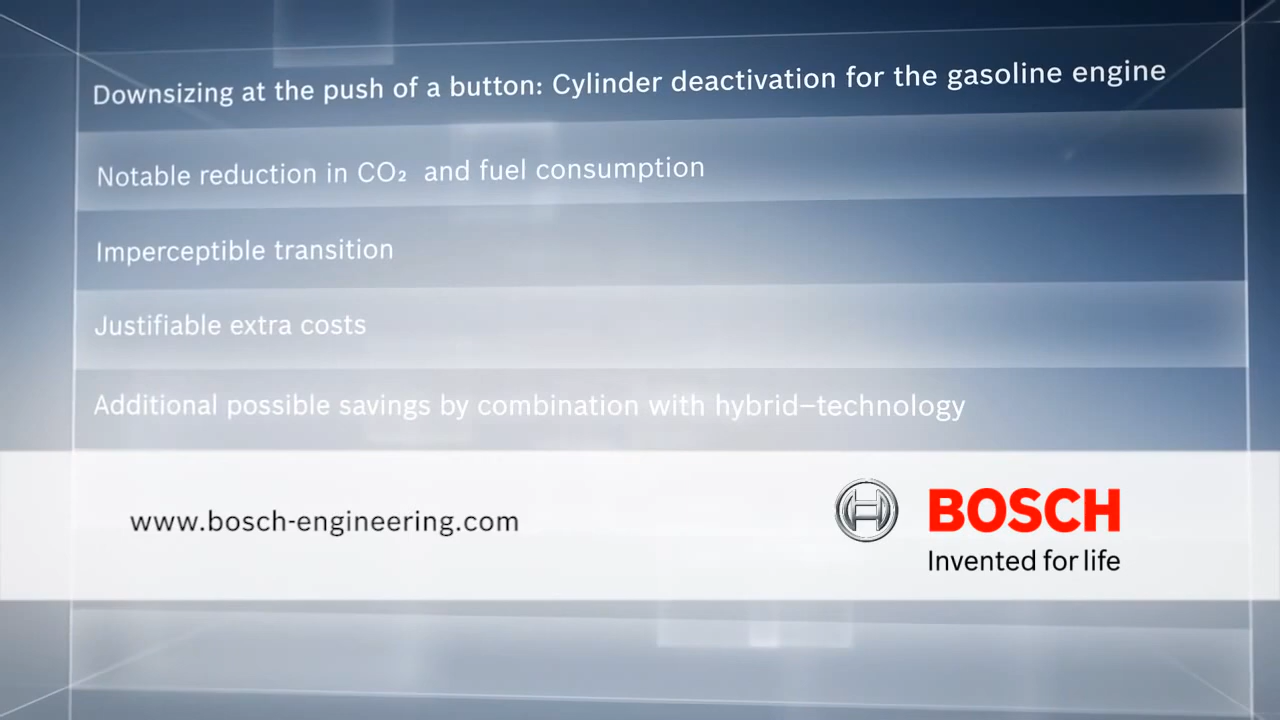 Downsizing at the push of a button: Cylinder deactivation for the gasoline engine
Notable reduction in CO₂ and fuel consumption
Imperceptible transition
Justifiable extra costs
Additional possible savings by combination with hybrid–technology
www.bosch-engineering.com
BOSCH
Invented for life